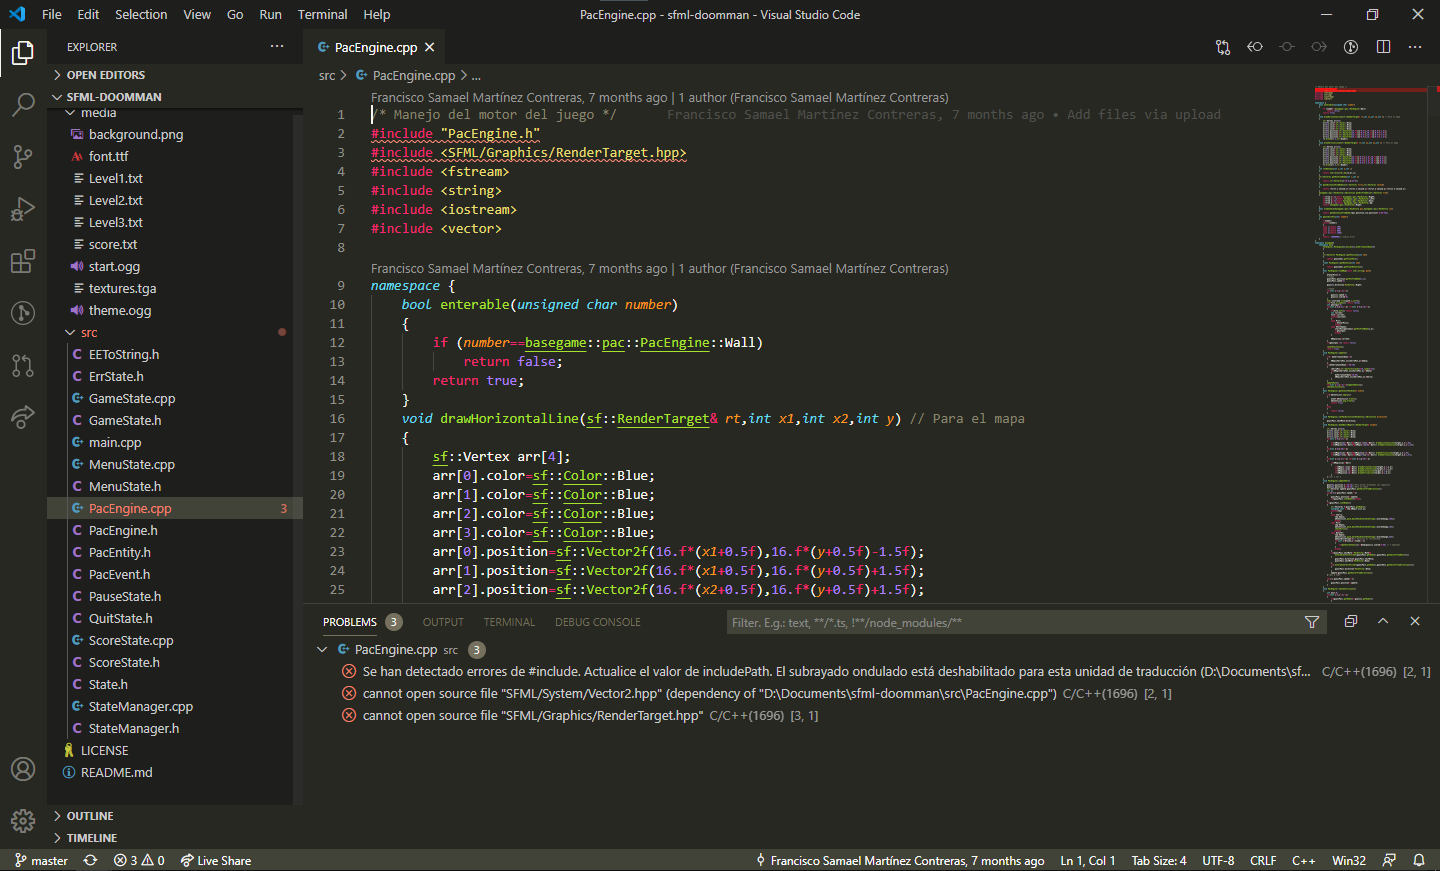 File Edit Selection View Go Run Terminal Help PacEngine.cpp - sfml-doomman - Visual Studio Code
EXPLORER
OPEN EDITORS
SFML-DOOMMAN
media
background.png
font.ttf
Level1.txt
Level2.txt
Level3.txt
score.txt
start.ogg
textures.tga
theme.ogg
src
EEToString.h
ErrState.h
GameState.cpp
GameState.h
main.cpp
MenuState.cpp
MenuState.h
PacEngine.cpp 3
PacEngine.h
PacEntity.h
PacEvent.h
PauseState.h
QuitState.h
ScoreState.cpp
ScoreState.h
State.h
StateManager.cpp
StateManager.h
LICENSE
README.md
OUTLINE
TIMELINE
PacEngine.cpp
src > PacEngine.cpp > ...
Francisco Samael Martínez Contreras, 7 months ago | 1 author (Francisco Samael Martínez Contreras)
1 /* Manejo del motor del juego */ Francisco Samael Martínez Contreras, 7 months ago • Add files via upload
2 #include "PacEngine.h"
3 #include <SFML/Graphics/RenderTarget.hpp>
4 #include <fstream>
5 #include <string>
6 #include <iostream>
7 #include <vector>
8
Francisco Samael Martínez Contreras, 7 months ago | 1 author (Francisco Samael Martínez Contreras)
9 namespace {
10 bool enterable(unsigned char number)
11 {
12 if (number==basegame::pac::PacEngine::Wall)
13 return false;
14 return true;
15 }
16 void drawHorizontalLine(sf::RenderTarget& rt,int x1,int x2,int y) // Para el mapa
17 {
18 sf::Vertex arr[4];
19 arr[0].color=sf::Color::Blue;
20 arr[1].color=sf::Color::Blue;
21 arr[2].color=sf::Color::Blue;
22 arr[3].color=sf::Color::Blue;
23 arr[0].position=sf::Vector2f(16.f*(x1+0.5f),16.f*(y+0.5f)-1.5f);
24 arr[1].position=sf::Vector2f(16.f*(x1+0.5f),16.f*(y+0.5f)+1.5f);
25 arr[2].position=sf::Vector2f(16.f*(x2+0.5f),16.f*(y+0.5f)+1.5f);
PROBLEMS 3 OUTPUT TERMINAL DEBUG CONSOLE Filter. E.g.: text, **/*.ts, !**/node_modules/**
PacEngine.cpp src 3
Se han detectado errores de #include. Actualice el valor de includePath. El subrayado ondulado está deshabilitado para esta unidad de traducción (D:\Documents\sf... C/C++(1696) [2, 1]
cannot open source file "SFML/System/Vector2.hpp" (dependency of "D:\Documents\sfml-doomman\src\PacEngine.cpp") C/C++(1696) [2, 1]
cannot open source file "SFML/Graphics/RenderTarget.hpp" C/C++(1696) [3, 1]
master 3 0 Live Share Francisco Samael Martínez Contreras, 7 months ago Ln 1, Col 1 Tab Size: 4 UTF-8 CRLF C++ Win32